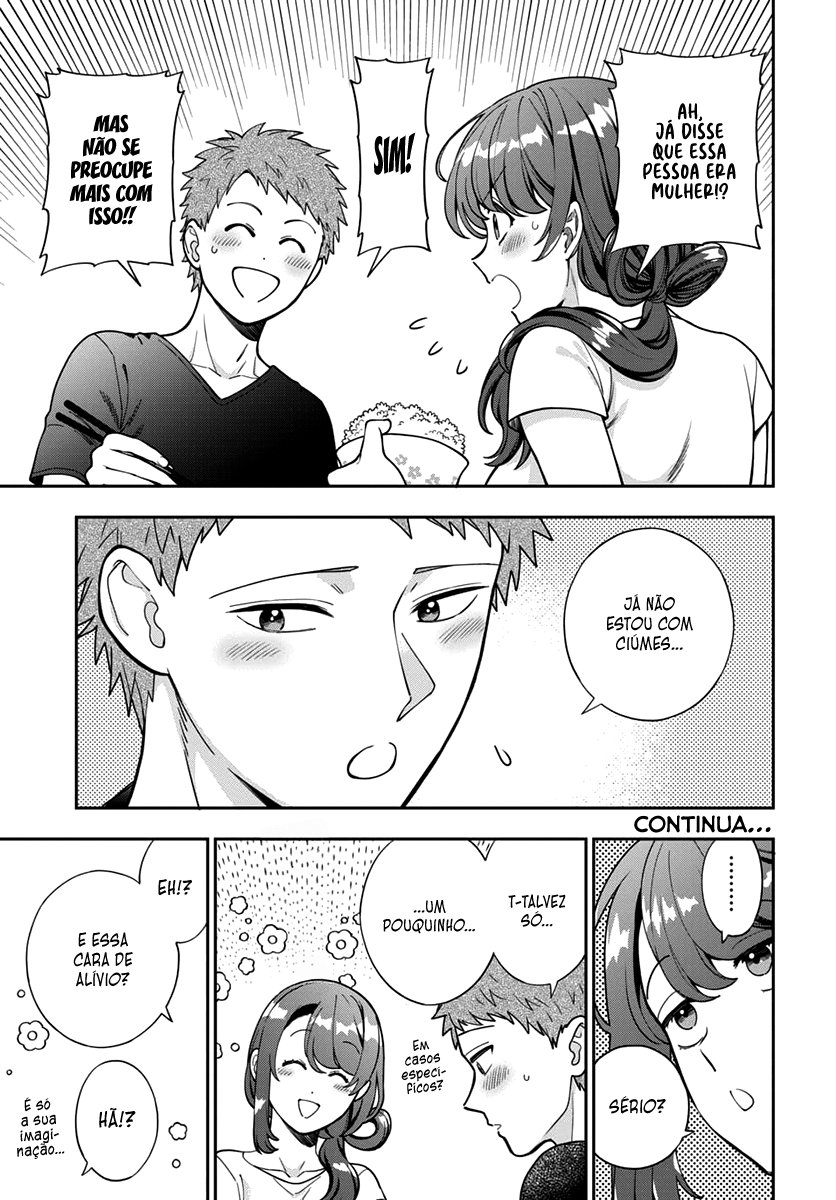 AH,
JÁ DISSE
QUE ESSA
PESSOA ERA
MULHER!?
SIM!
MAS
NÃO SE
PREOCUPE
MAIS COM
ISSO!!
JÁ NÃO
ESTOU COM
CIÚMES...
CONTINUA...
........
SÉRIO?
T-TALVEZ
SÓ...
...UM
POUQUINHO...
Em
casos
especí-
ficos?
EH!?
E ESSA
CARA DE
ALÍVIO?
HÃ!?
É só
a sua
imagi-
nação...